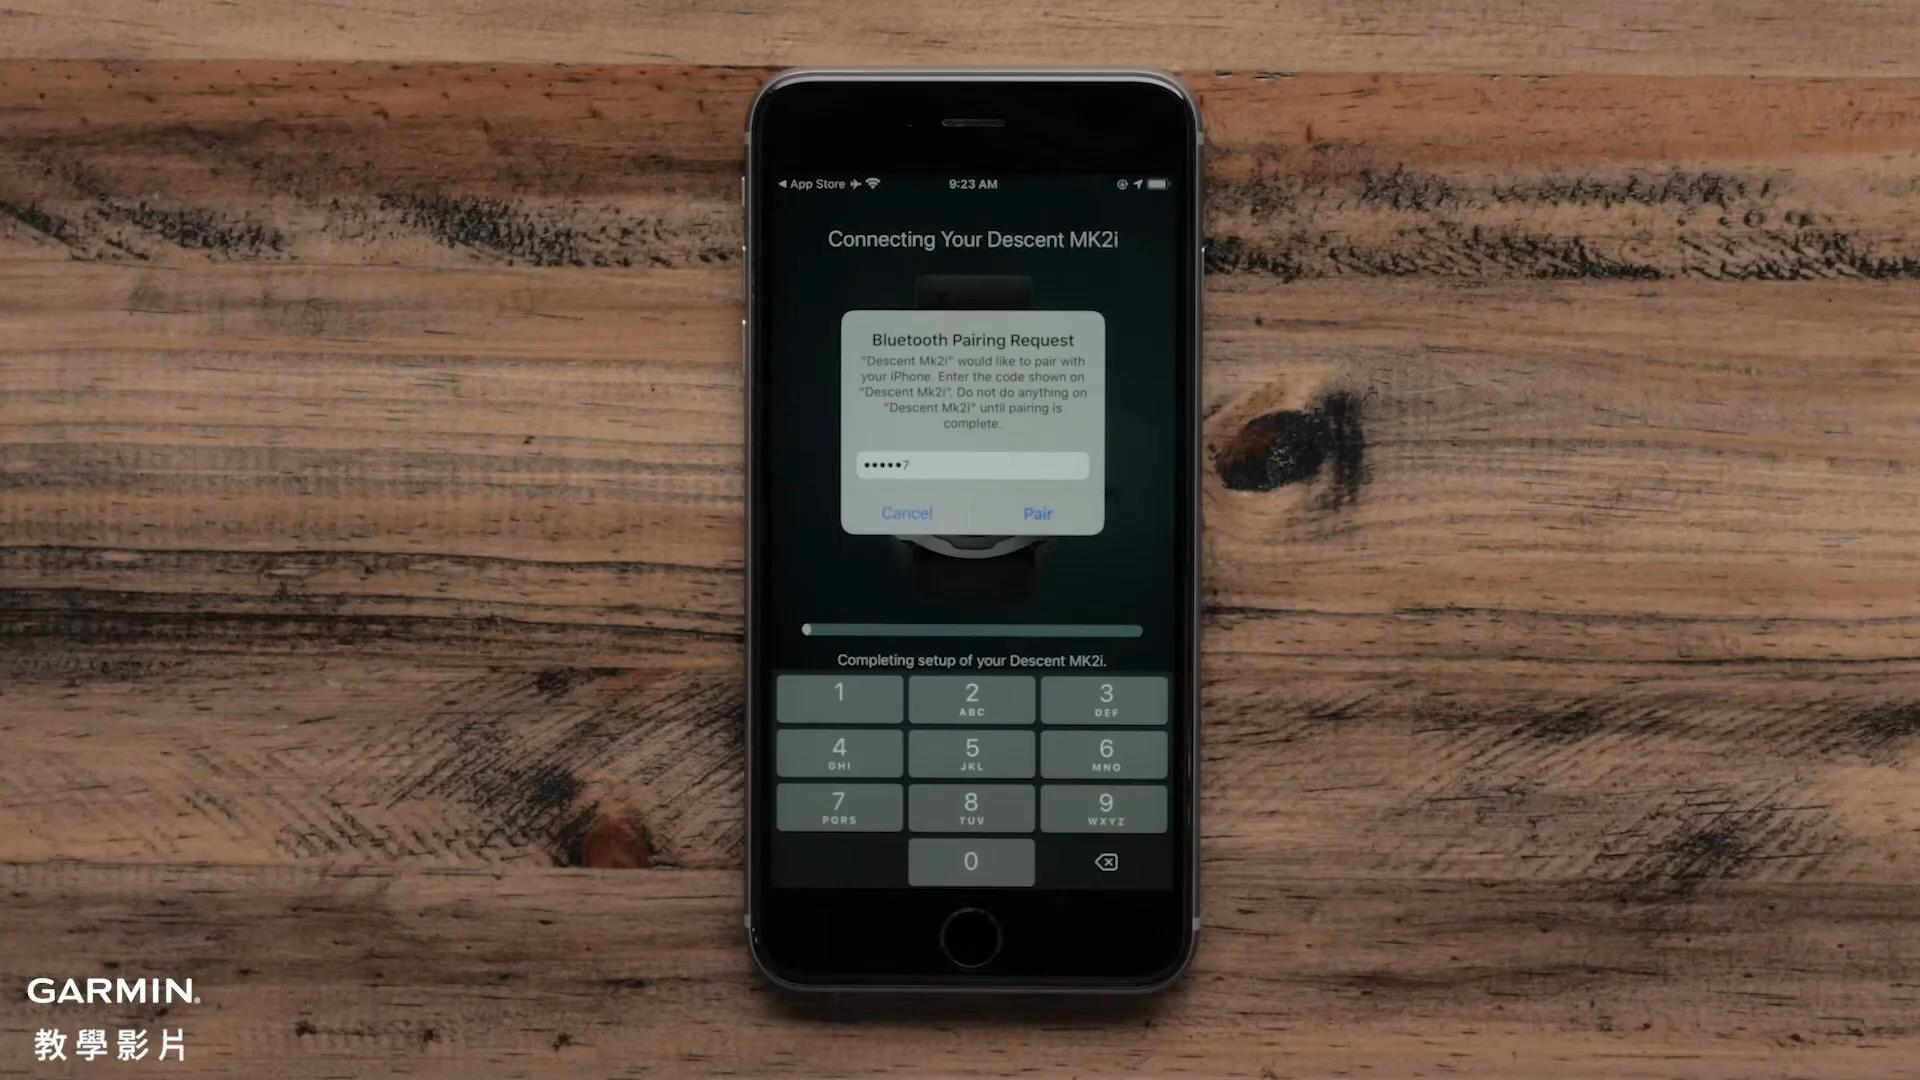 App Store
9:23 AM
Connecting Your Descent MK2i
Bluetooth Pairing Request
"Descent Mk2i" would like to pair with
your iPhone. Enter the code shown on
"Descent Mk2i". Do not do anything on
"Descent Mk2i" until pairing is
complete.
•••••7
Cancel Pair
Completing setup of your Descent MK2i.
1 2 3
ABC DEF
4 5 6
GHI JKL MNO
7 8 9
PQRS TUV WXYZ
0
GARMIN®
教學影片